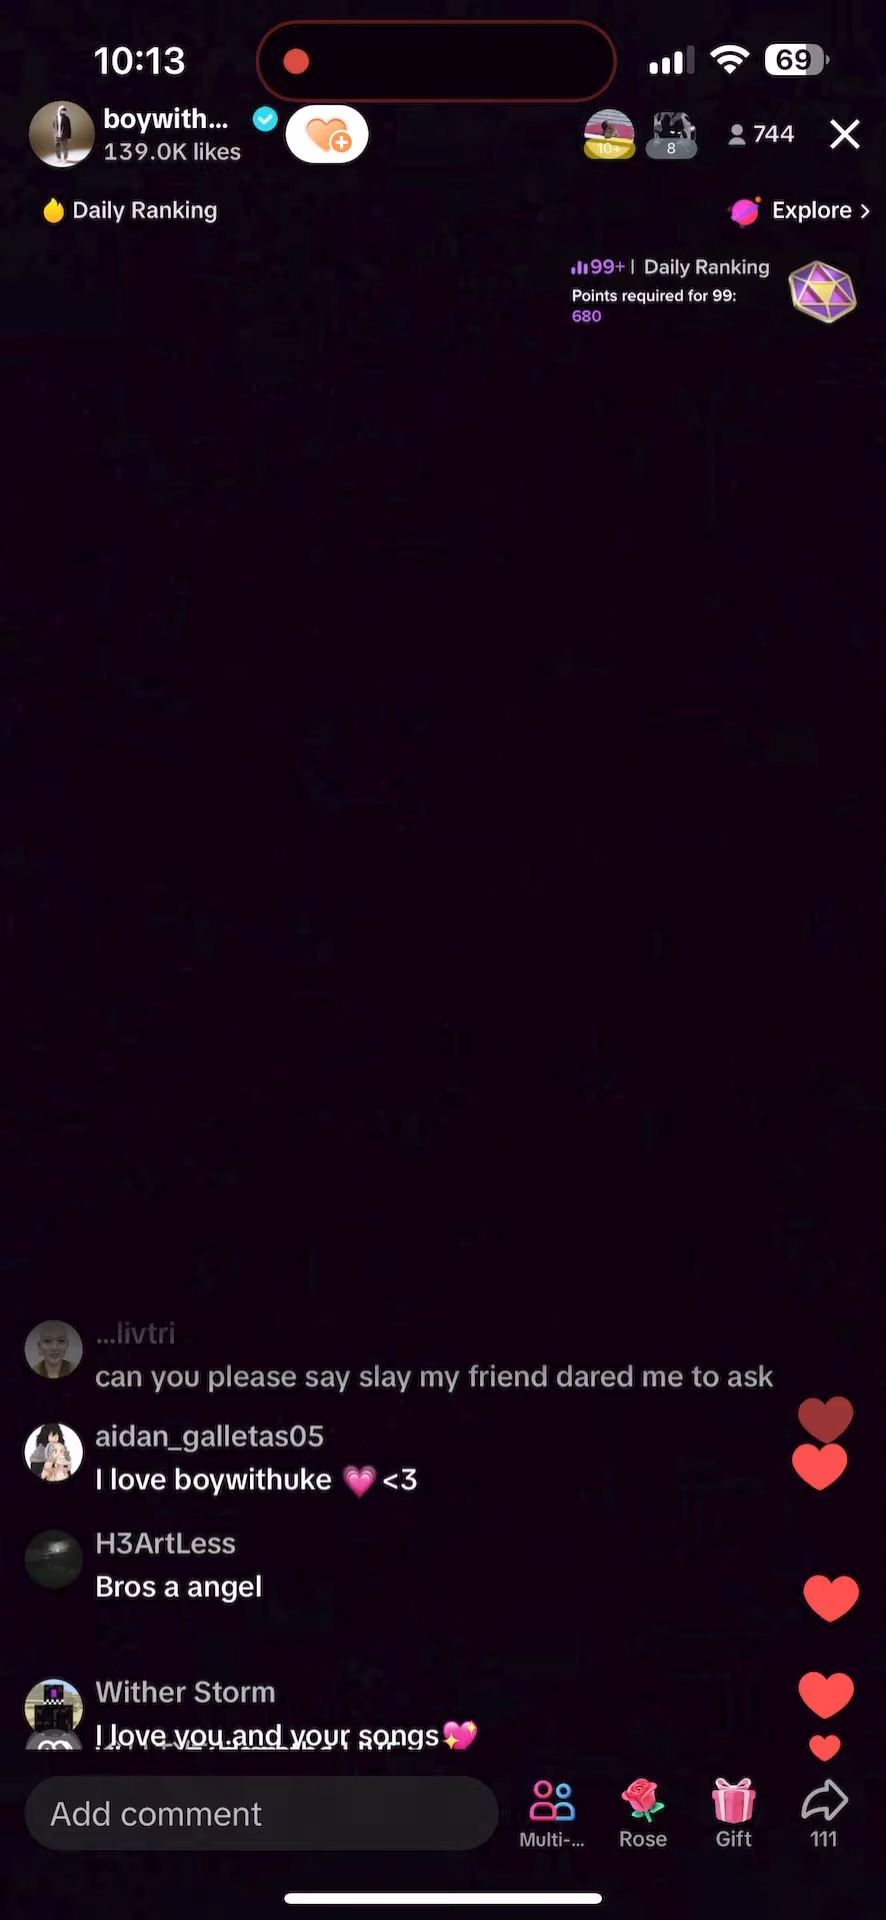 10:13
69
boywith...
139.0K likes
10+
8
744
Daily Ranking
Explore >
99+ | Daily Ranking
Points required for 99:
680
...livtri
can you please say slay my friend dared me to ask
aidan_galletas05
I love boywithuke 💗 <3
H3ArtLess
Bros a angel
Wither Storm
I love you and your songs💖
Add comment
Multi-...
Rose
Gift
111